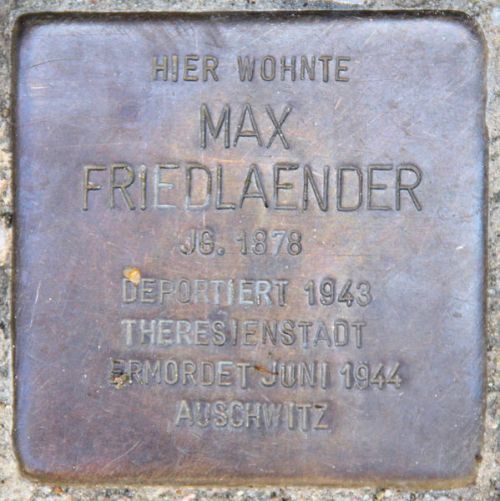 HIER WOHNTE
MAX
FRIEDLAENDER
JG. 1878
DEPORTIERT 1943
THERESIENSTADT
ERMORDET JUNI 1944
AUSCHWITZ